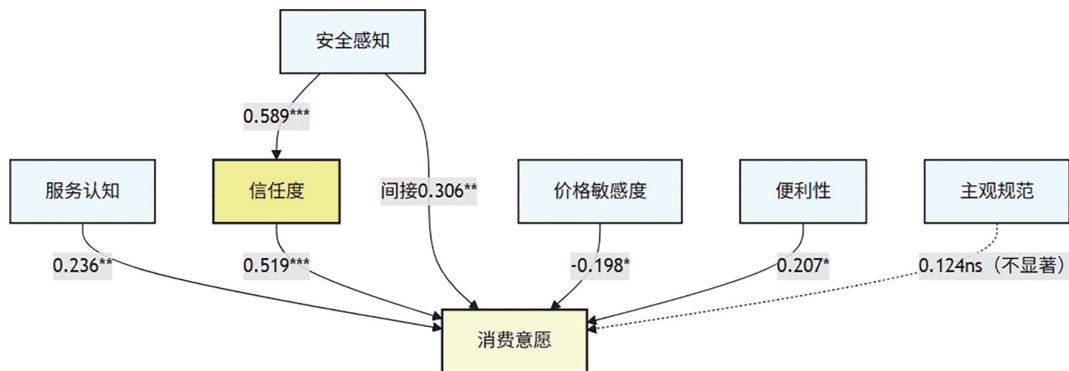 安全感知
0.589***
服务认知
信任度
间接0.306**
价格敏感度
便利性
主观规范
0.236**
0.519***
-0.198*
0.207*
0.124ns（不显著）
消费意愿